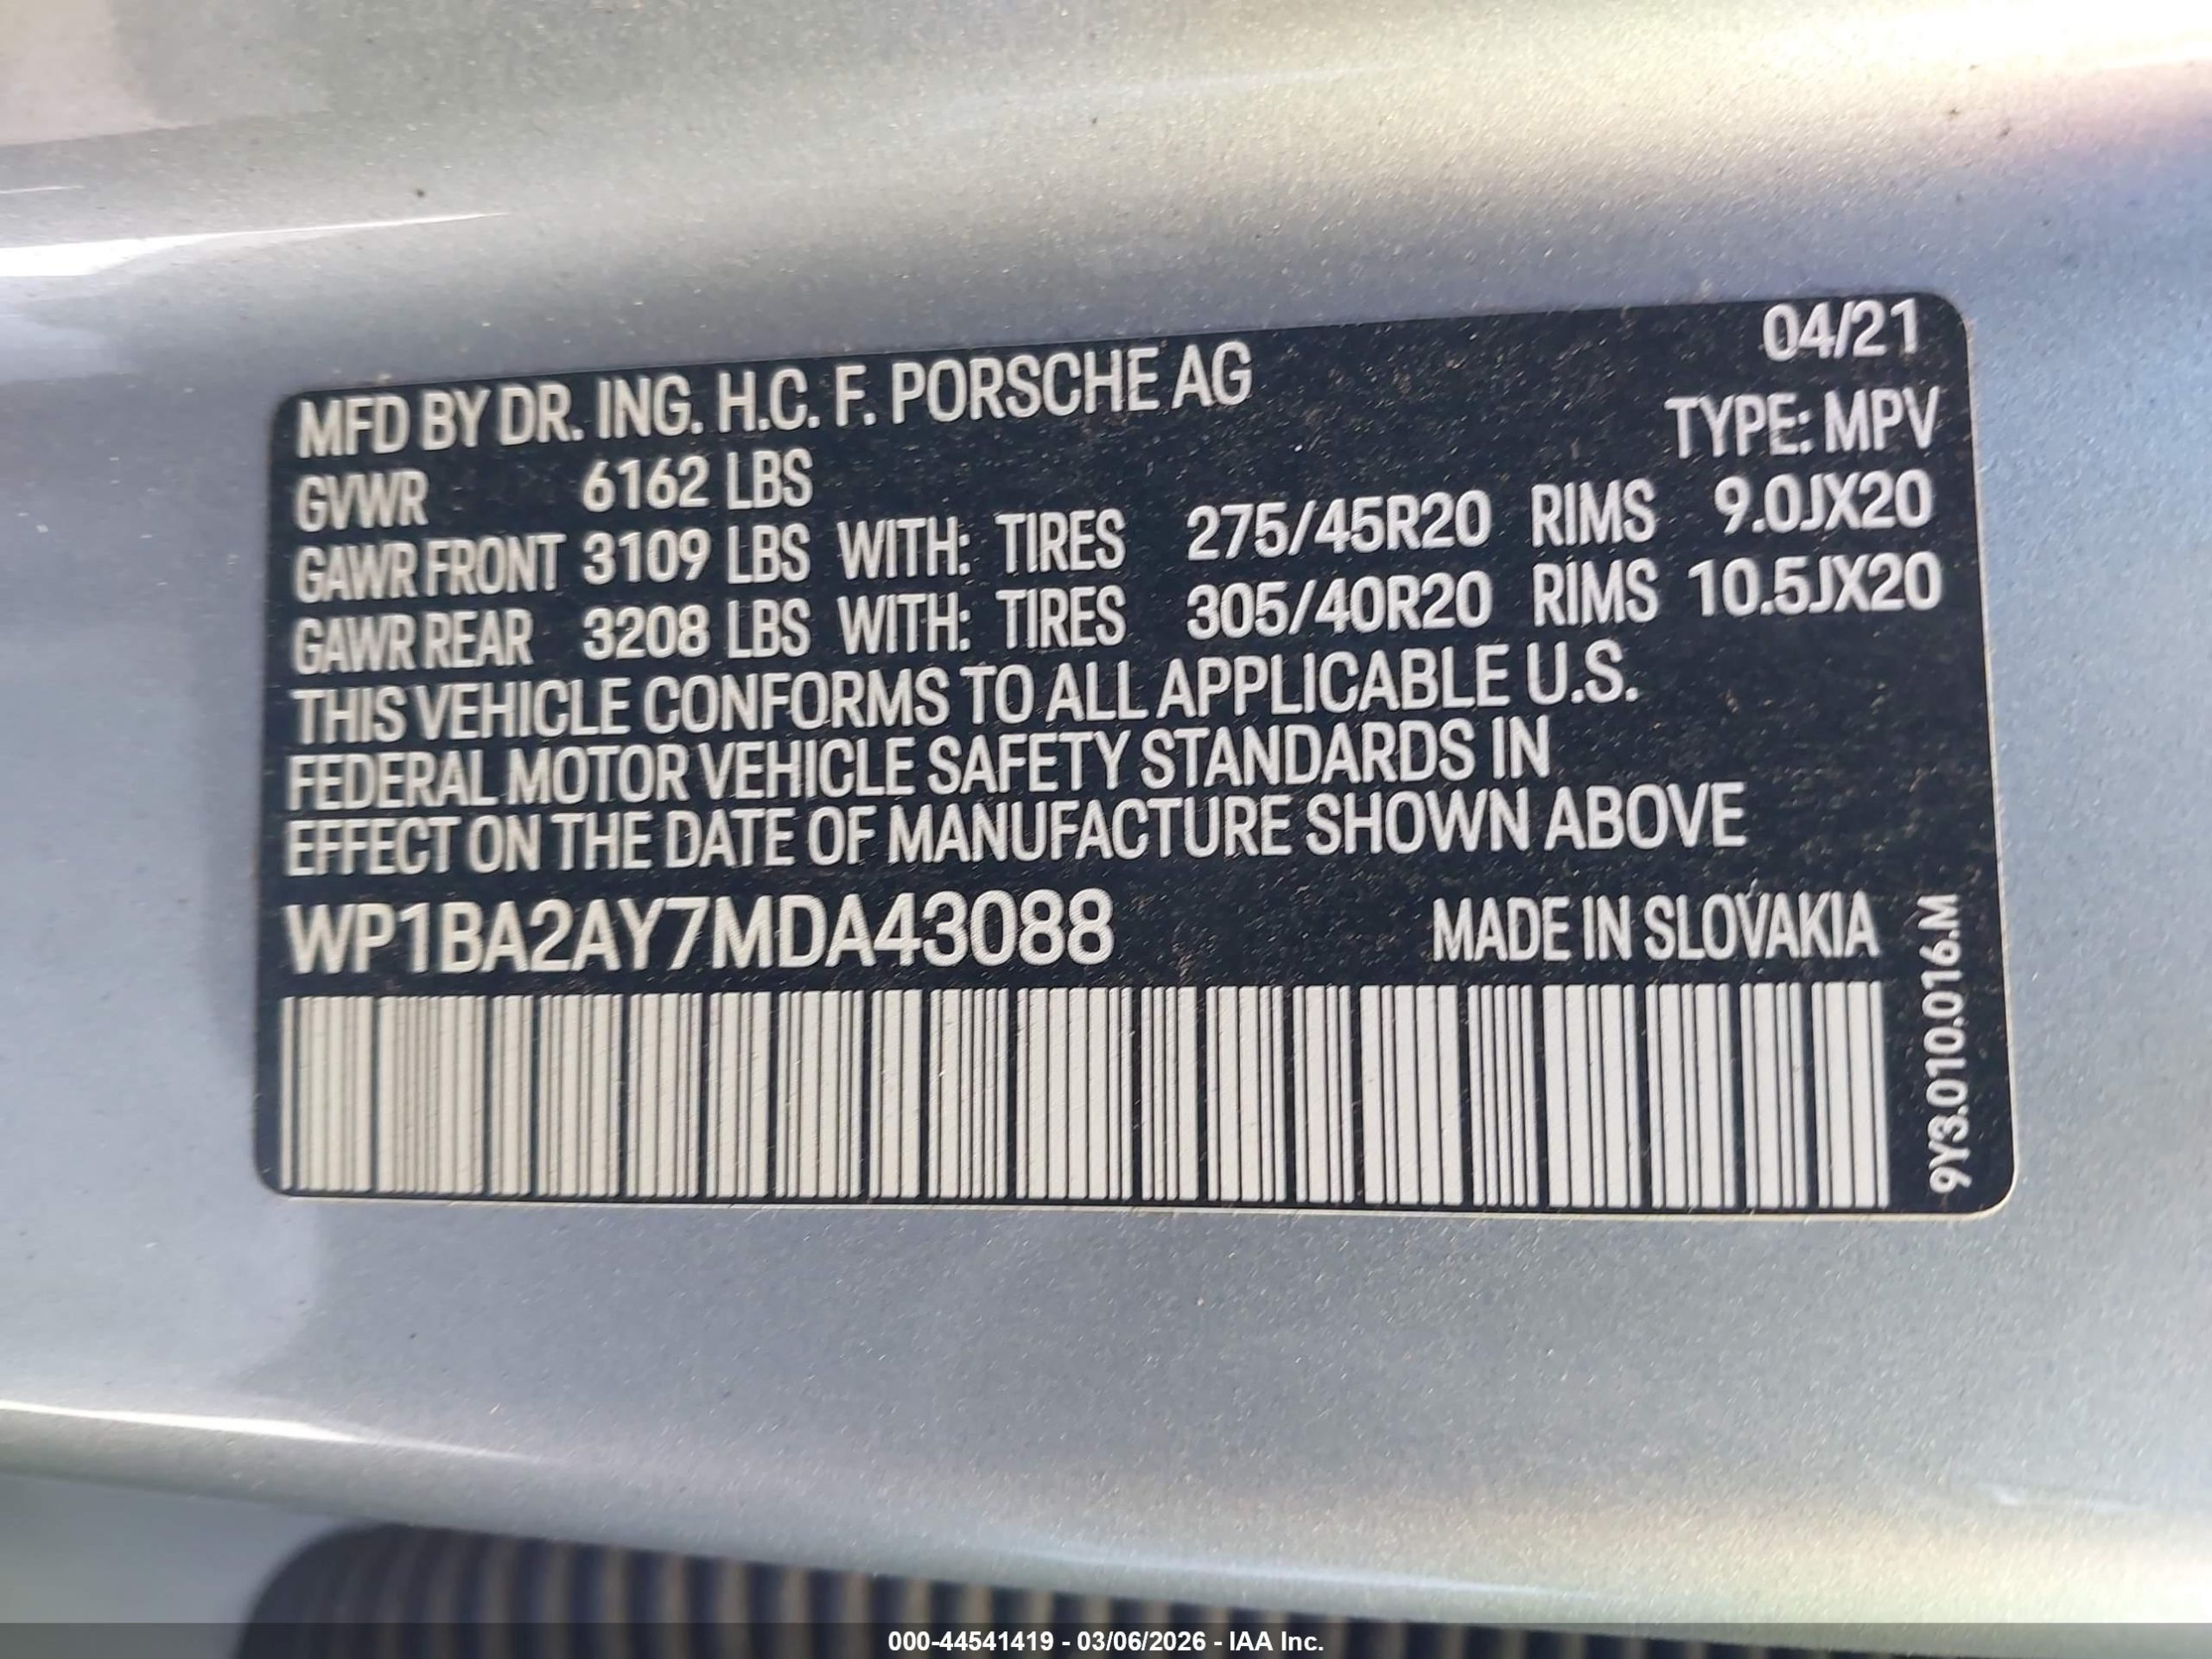 04/21
MFD BY DR. ING. H.C. F. PORSCHE AG
TYPE: MPV
GVWR 6162 LBS
GAWR FRONT 3109 LBS WITH: TIRES 275/45R20 RIMS 9.0JX20
GAWR REAR 3208 LBS WITH: TIRES 305/40R20 RIMS 10.5JX20
THIS VEHICLE CONFORMS TO ALL APPLICABLE U.S.
FEDERAL MOTOR VEHICLE SAFETY STANDARDS IN
EFFECT ON THE DATE OF MANUFACTURE SHOWN ABOVE
WP1BA2AY7MDA43088 MADE IN SLOVAKIA
9Y3.010.016.M
000-44541419 - 03/06/2026 - IAA Inc.